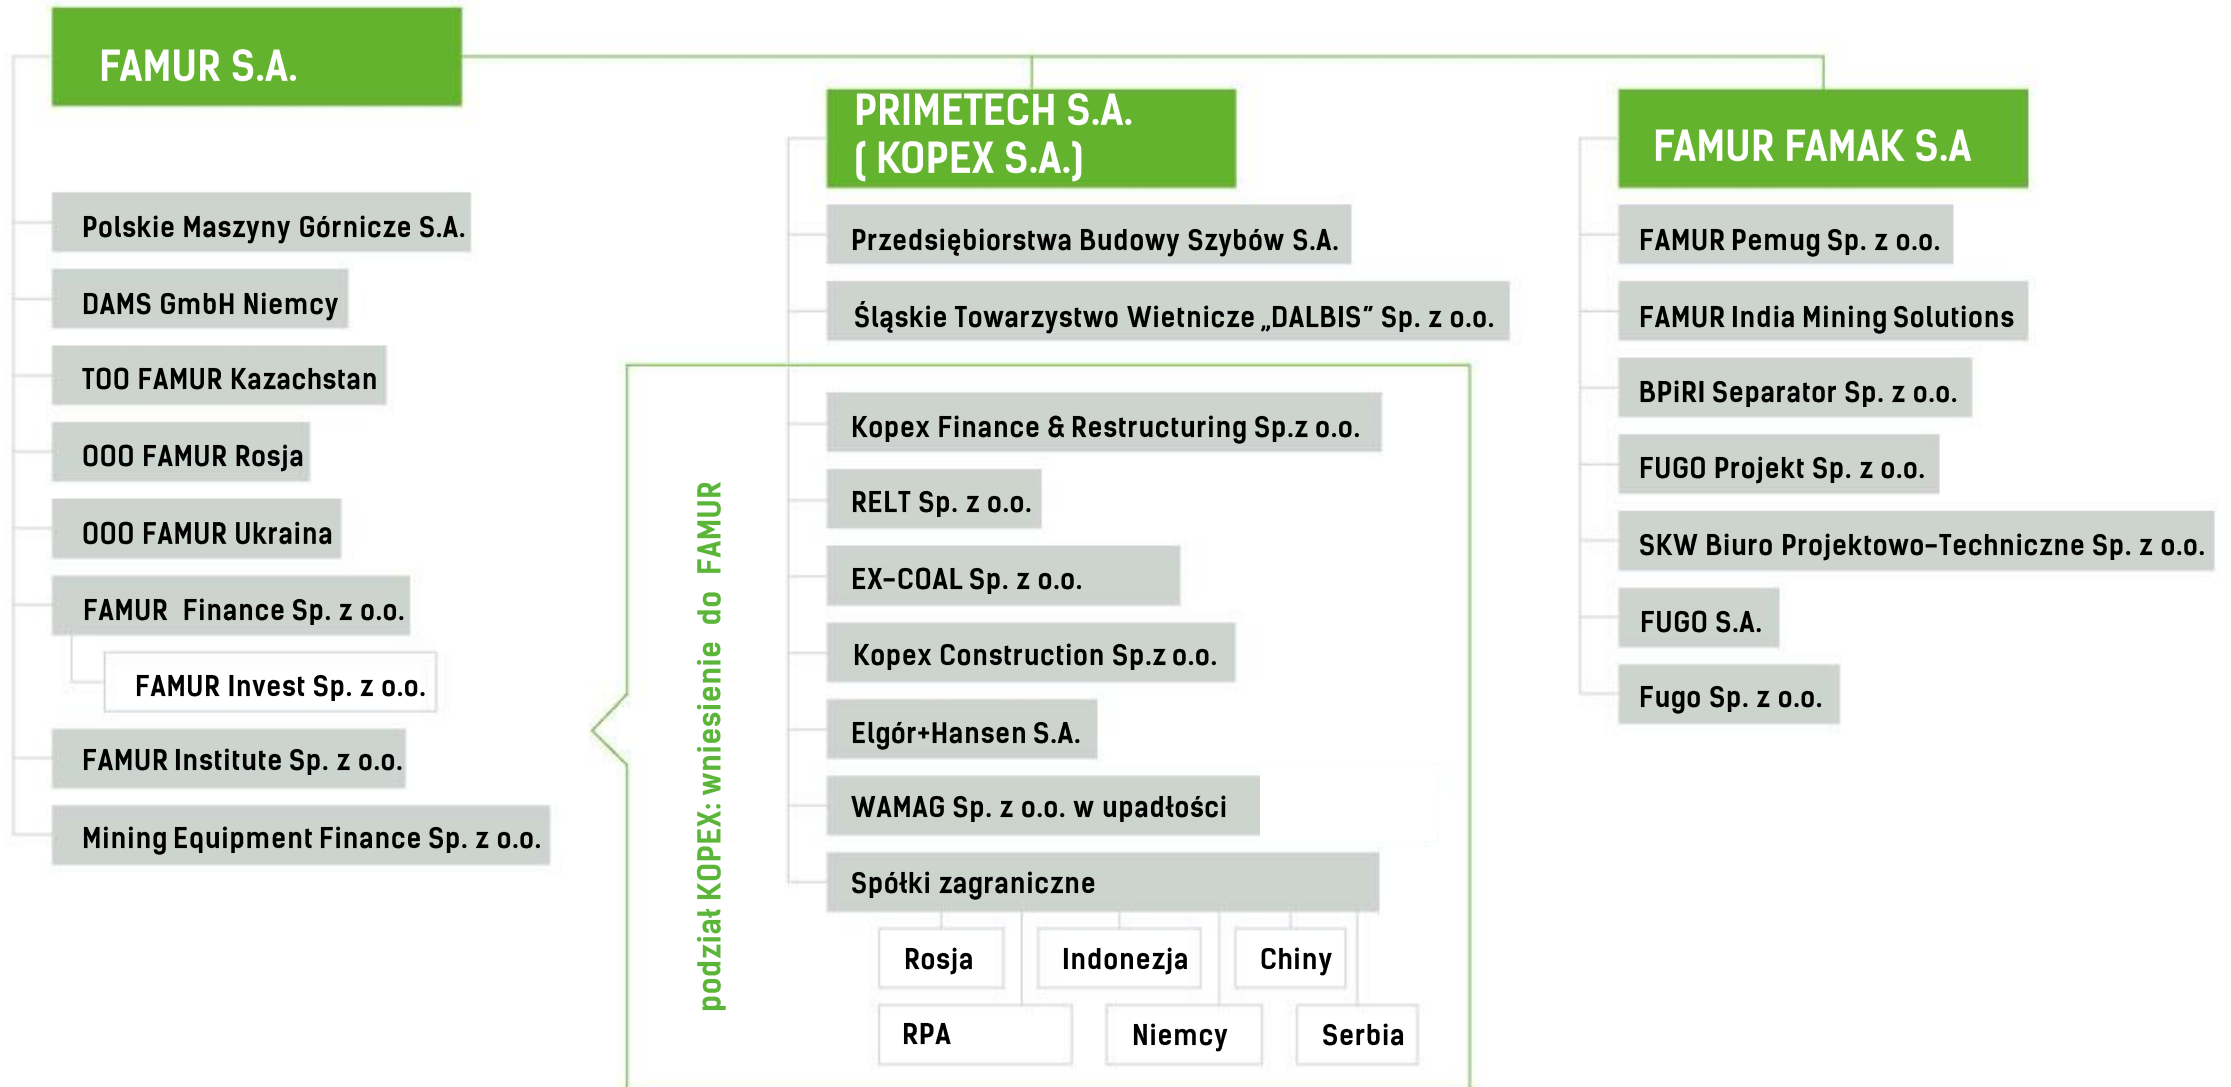 FAMUR S.A.
Polskie Maszyny Górnicze S.A.
DAMS GmbH Niemcy
TOO FAMUR Kazachstan
OOO FAMUR Rosja
OOO FAMUR Ukraina
FAMUR Finance Sp. z o.o.
FAMUR Invest Sp. z o.o.
FAMUR Institute Sp. z o.o.
Mining Equipment Finance Sp. z o.o.
PRIMETECH S.A.
( KOPEX S.A.)
Przedsiębiorstwa Budowy Szybów S.A.
Śląskie Towarzystwo Wietnicze „DALBIS” Sp. z o.o.
podział KOPEX: wniesienie do FAMUR
Kopex Finance & Restructuring Sp.z o.o.
RELT Sp. z o.o.
EX-COAL Sp. z o.o.
Kopex Construction Sp.z o.o.
Elgór+Hansen S.A.
WAMAG Sp. z o.o. w upadłości
Spółki zagraniczne
Rosja Indonezja Chiny
RPA Niemcy Serbia
FAMUR FAMAK S.A
FAMUR Pemug Sp. z o.o.
FAMUR India Mining Solutions
BPiRI Separator Sp. z o.o.
FUGO Projekt Sp. z o.o.
SKW Biuro Projektowo-Techniczne Sp. z o.o.
FUGO S.A.
Fugo Sp. z o.o.